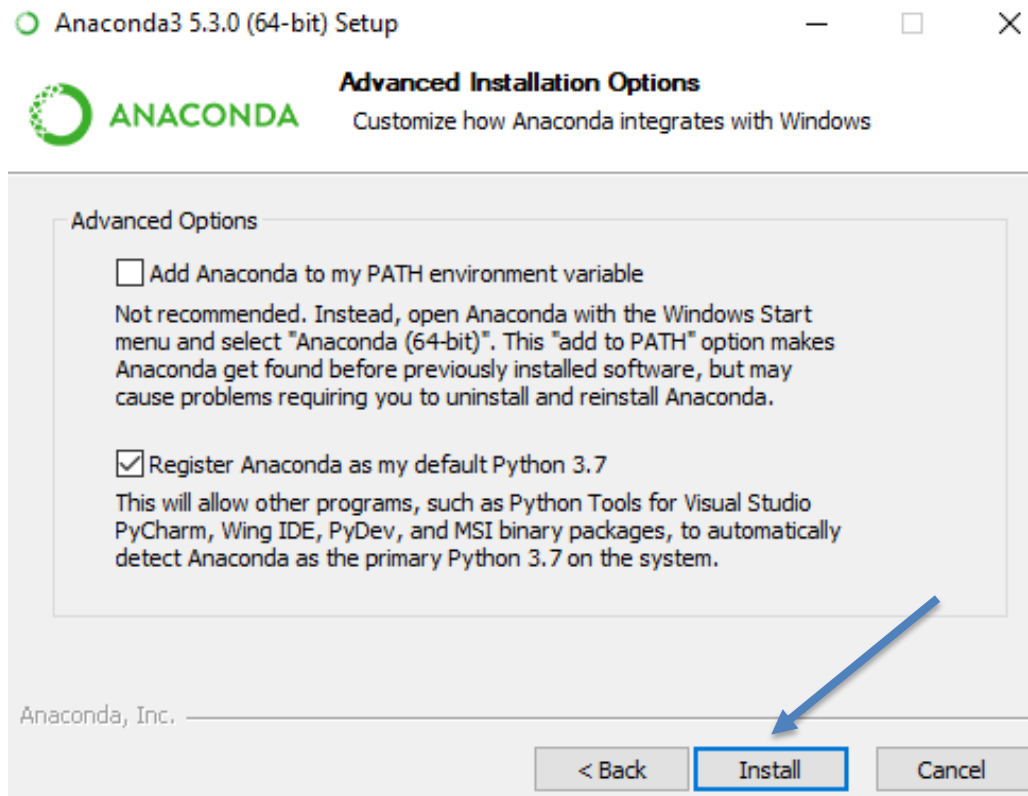 Anaconda3 5.3.0 (64-bit) Setup
ANACONDA
Advanced Installation Options
Customize how Anaconda integrates with Windows
Advanced Options
Add Anaconda to my PATH environment variable
Not recommended. Instead, open Anaconda with the Windows Start
menu and select "Anaconda (64-bit)". This "add to PATH" option makes
Anaconda get found before previously installed software, but may
cause problems requiring you to uninstall and reinstall Anaconda.
Register Anaconda as my default Python 3.7
This will allow other programs, such as Python Tools for Visual Studio
PyCharm, Wing IDE, PyDev, and MSI binary packages, to automatically
detect Anaconda as the primary Python 3.7 on the system.
Anaconda, Inc.
< Back
Install
Cancel